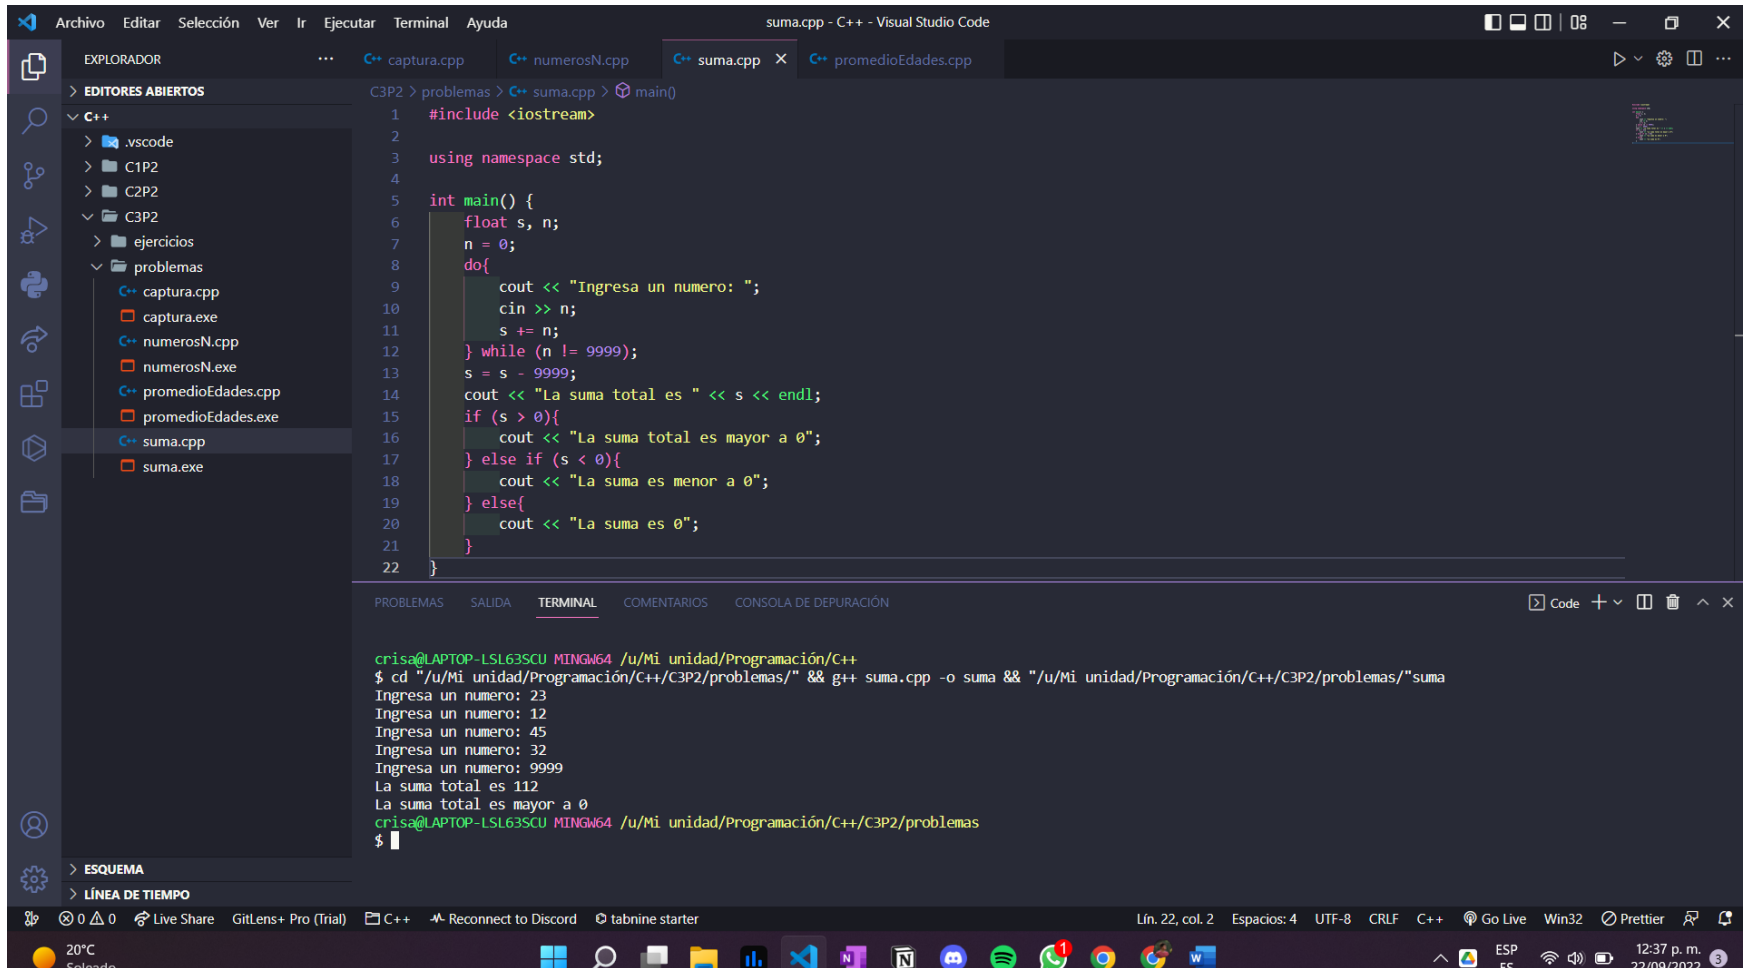 Archivo Editar Selección Ver Ir Ejecutar Terminal Ayuda
suma.cpp - C++ - Visual Studio Code
EXPLORADOR
captura.cpp
numerosN.cpp
suma.cpp
promedioEdades.cpp
EDITORES ABIERTOS
C++
.vscode
C1P2
C2P2
C3P2
ejercicios
problemas
captura.cpp
captura.exe
numerosN.cpp
numerosN.exe
promedioEdades.cpp
promedioEdades.exe
suma.cpp
suma.exe
ESQUEMA
LÍNEA DE TIEMPO
C3P2 > problemas > suma.cpp > main()
1 #include <iostream>
2
3 using namespace std;
4
5 int main() {
6 float s, n;
7 n = 0;
8 do{
9 cout << "Ingresa un numero: ";
10 cin >> n;
11 s += n;
12 } while (n != 9999);
13 s = s - 9999;
14 cout << "La suma total es " << s << endl;
15 if (s > 0){
16 cout << "La suma total es mayor a 0";
17 } else if (s < 0){
18 cout << "La suma es menor a 0";
19 } else{
20 cout << "La suma es 0";
21 }
22 }
PROBLEMAS SALIDA TERMINAL COMENTARIOS CONSOLA DE DEPURACIÓN
Code
crisa@LAPTOP-LSL63SCU MINGW64 /u/Mi unidad/Programación/C++
$ cd "/u/Mi unidad/Programación/C++/C3P2/problemas/" && g++ suma.cpp -o suma && "/u/Mi unidad/Programación/C++/C3P2/problemas/"suma
Ingresa un numero: 23
Ingresa un numero: 12
Ingresa un numero: 45
Ingresa un numero: 32
Ingresa un numero: 9999
La suma total es 112
La suma total es mayor a 0
crisa@LAPTOP-LSL63SCU MINGW64 /u/Mi unidad/Programación/C++/C3P2/problemas
$
0 0 Live Share GitLens+ Pro (Trial) C++ Reconnect to Discord tabnine starter
Lín. 22, col. 2 Espacios: 4 UTF-8 CRLF C++ Go Live Win32 Prettier
20°C
Soleado
1
ESP
ES
12:37 p. m.
22/09/2022
3